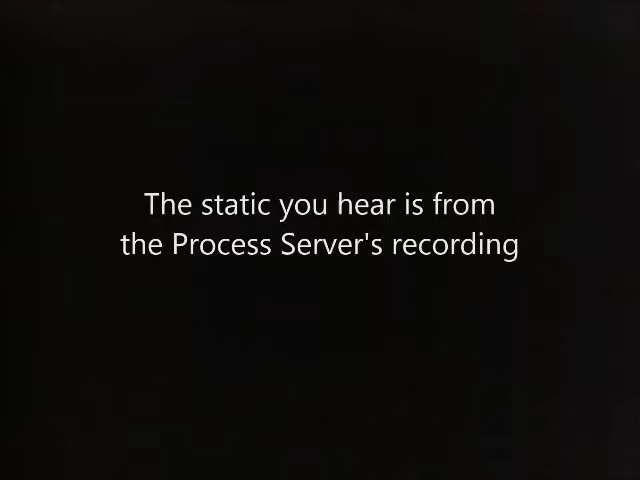 The static you hear is from
the Process Server's recording